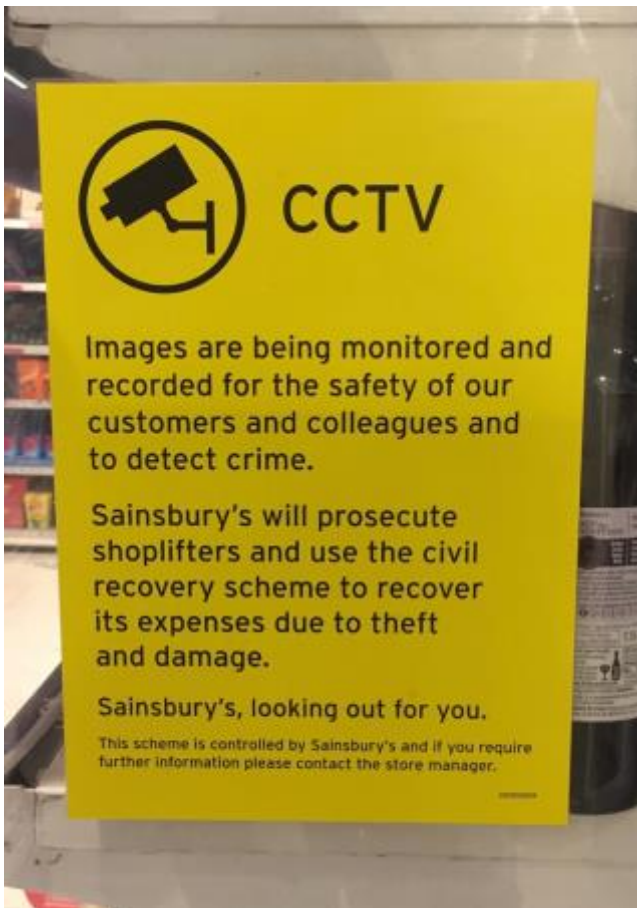 CCTV
Images are being monitored and
recorded for the safety of our
customers and colleagues and
to detect crime.
Sainsbury's will prosecute
shoplifters and use the civil
recovery scheme to recover
its expenses due to theft
and damage.
Sainsbury's, looking out for you.
This scheme is controlled by Sainsbury's and if you require
further information please contact the store manager.